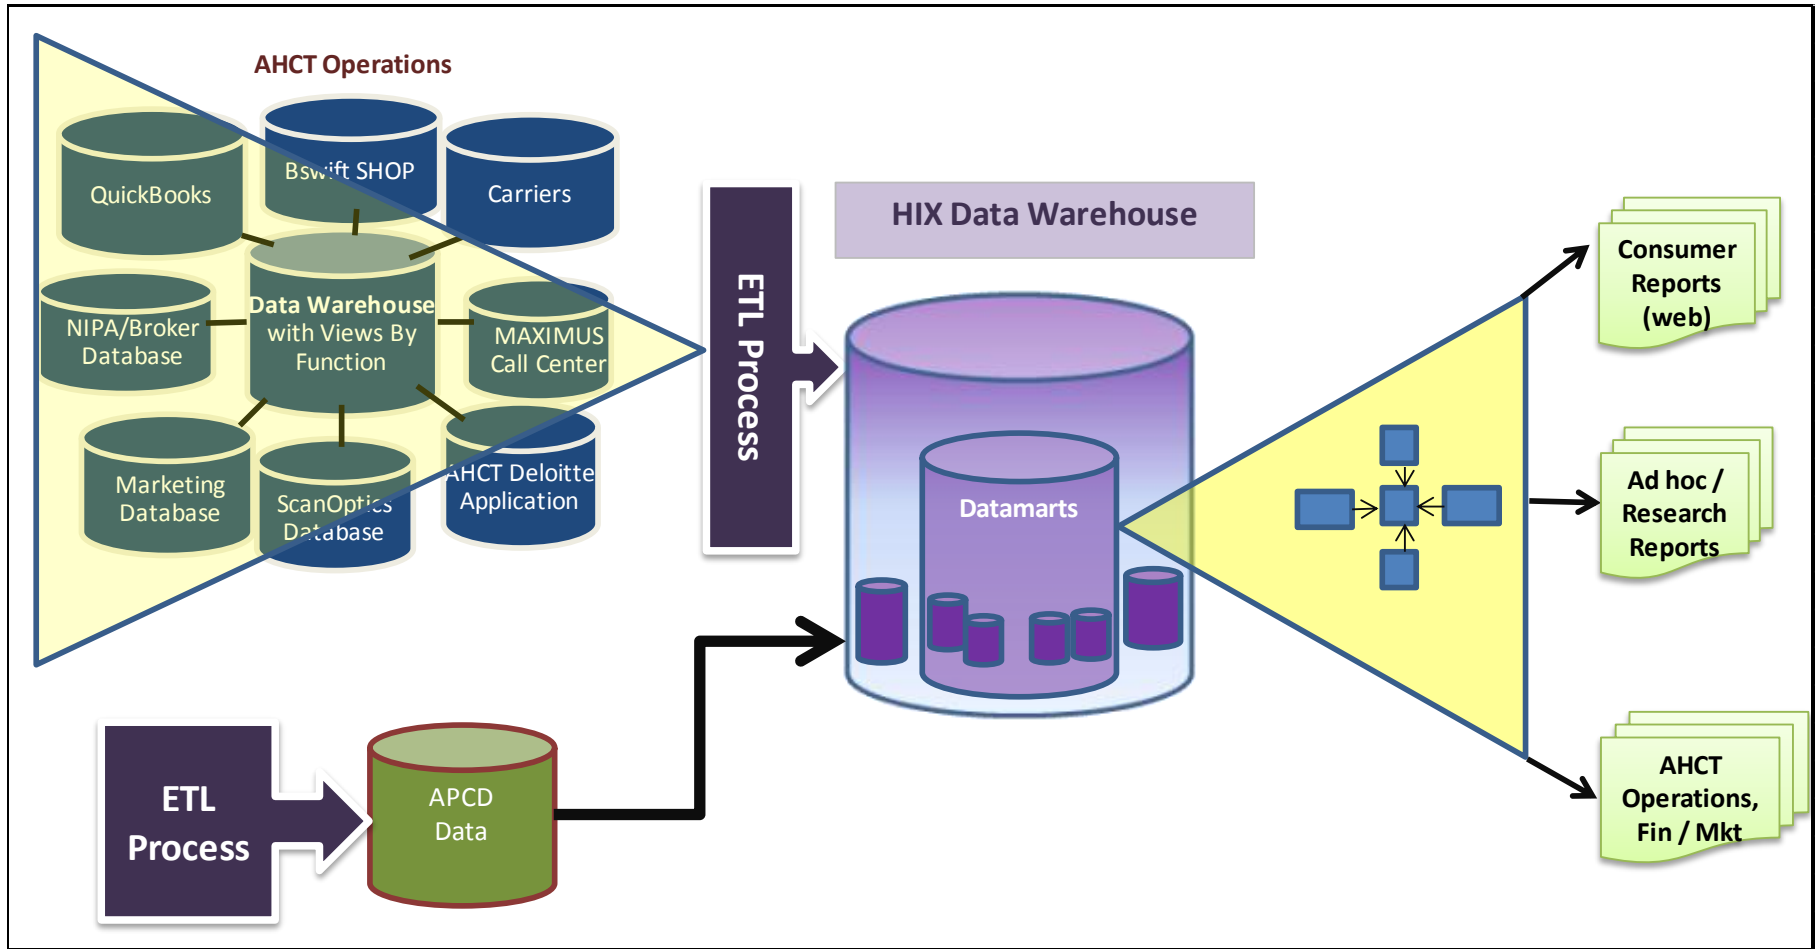 AHCT Operations
QuickBooks
Bswift SHOP
Carriers
NIPA/Broker
Database
Data Warehouse
with Views By
Function
MAXIMUS
Call Center
Marketing
Database
ScanOptics
Database
AHCT Deloitte
Application
ETL Process
HIX Data Warehouse
Datamarts
Consumer
Reports
(web)
Ad hoc /
Research
Reports
AHCT
Operations,
Fin / Mkt
ETL
Process
APCD
Data